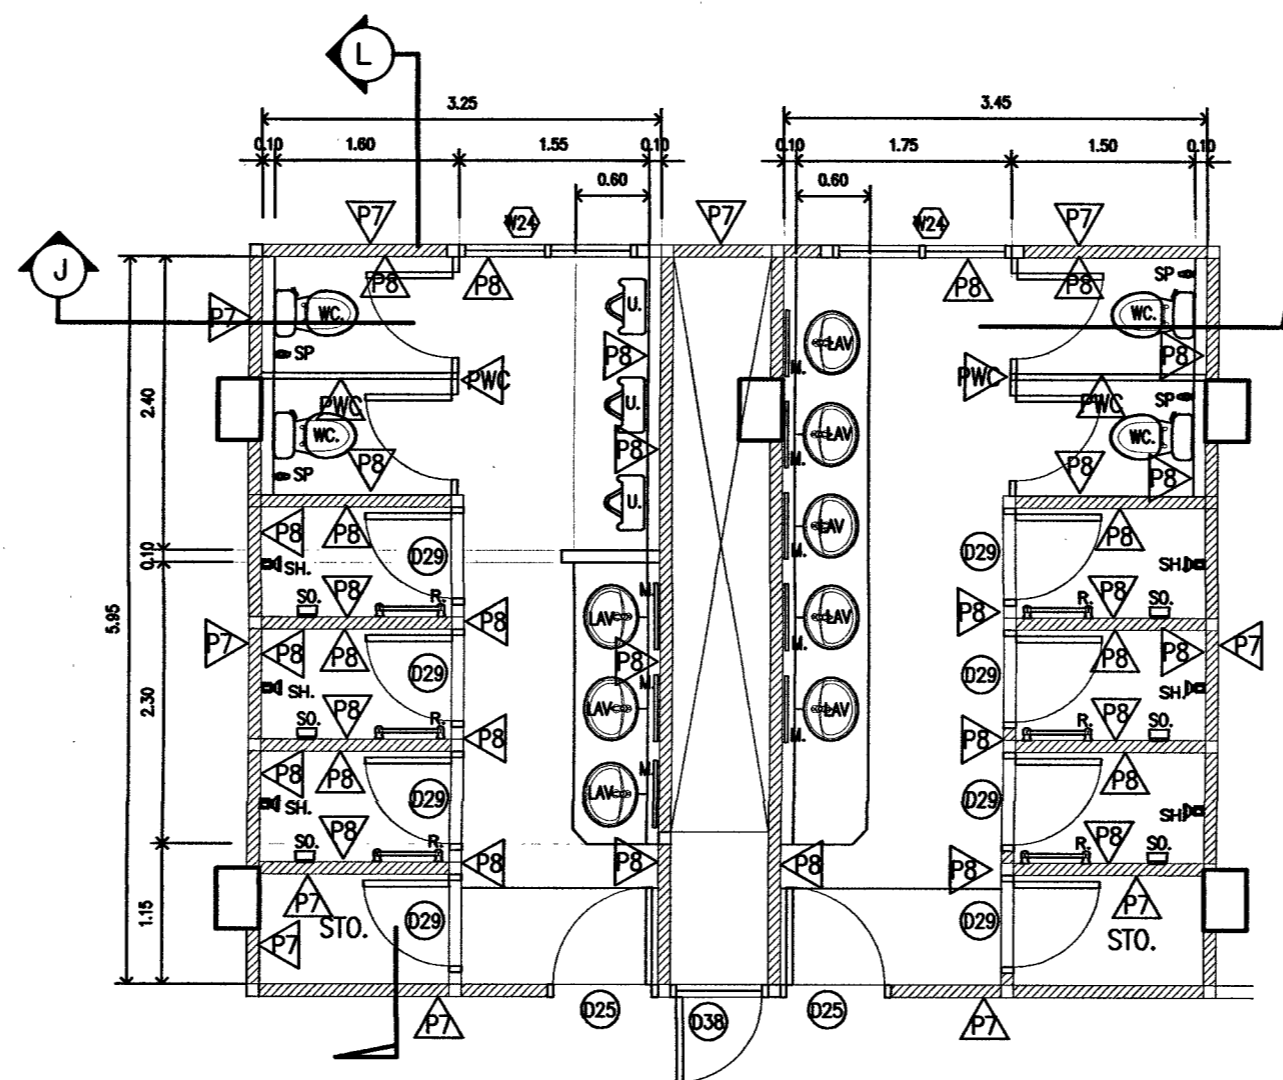 L
3.25
3.45
0.10 1.60 1.55 0.10 0.10 1.75 1.50 0.10
0.60 0.60
P7 W24 P7 W24 P7
J
P8 P8 P8 P8
SP
P7 WC. U. WC.
LAV
SP P8 M. P8
PWC PWC
PWC U. PWC SP
2.40
WC. LAV WC.
P8 P8 M. P8
SP P8
U.
P8 P8 P8 LAV P8
0.10 D29 M. D29
SH. SH.
SO. P8 R. M. R. P8 SO.
5.95 P8 LAV LAV P8
P7 P8 P8 P8 M. P8 P8 P7
D29 D29
SH. M. SH.
2.30
SO. P8 R. LAV LAV R. P8 SO.
P8 M. P8
P8 P8 M. P8
D29 LAV D29
SH. SH.
SO. P8 R. R. P8 SO.
P8 P8 P8 P8
1.15 P7 D29 D29 P7
STO. STO.
P7
D25 D38 D25
P7 P7